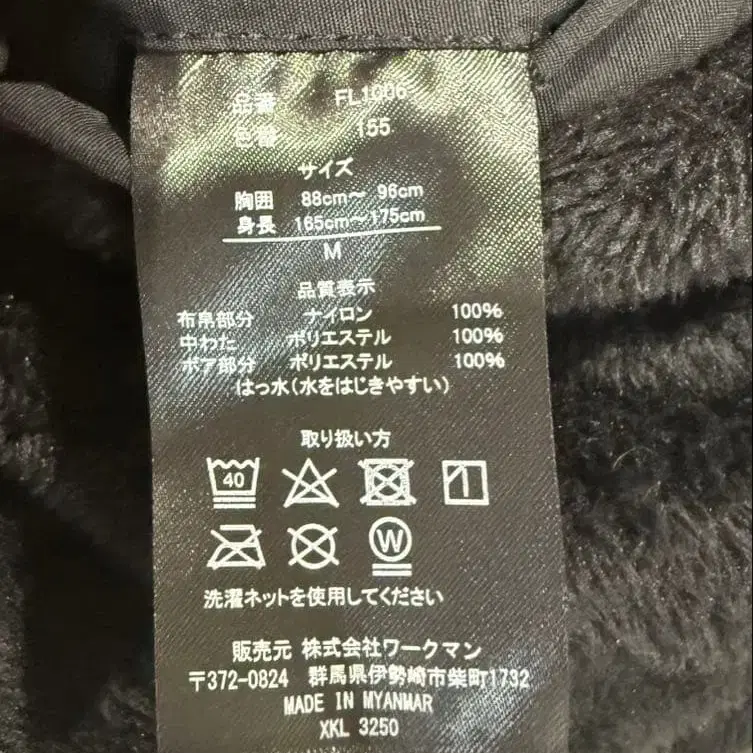 品番 FL1006
色番 155
サイズ
胸囲 88cm～ 96cm
身長 165cm～175cm
M
品質表示
布帛部分 ナイロン 100%
中わた ポリエステル 100%
ボア部分 ポリエステル 100%
はっ水(水をはじきやすい)
取り扱い方
40
W
洗濯ネットを使用してください
販売元 株式会社ワークマン
〒372-0824 群馬県伊勢崎市柴町1732
MADE IN MYANMAR
XKL 3250